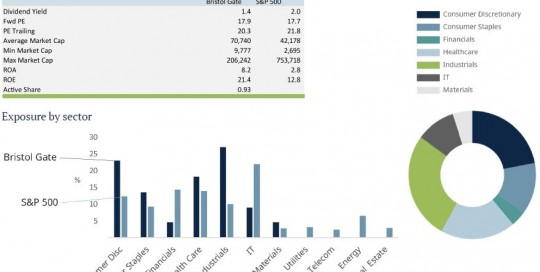 Bristol Gate S&P 500
Dividend Yield 1.4 2.0
Fwd PE 17.9 17.7
PE Trailing 20.3 21.8
Average Market Cap 70,740 42,178
Min Market Cap 9,777 2,695
Max Market Cap 206,242 753,718
ROA 8.2 2.8
ROE 21.4 12.8
Active Share 0.93
Consumer Discretionary
Consumer Staples
Financials
Healthcare
Industrials
IT
Materials
Exposure by sector
Bristol Gate
S&P 500
%
30
25
20
15
10
5
mer Disc
r Staples
Financials
lth Care
dustrials
IT
Materials
Utilities
Telecom
Energy
l Estate